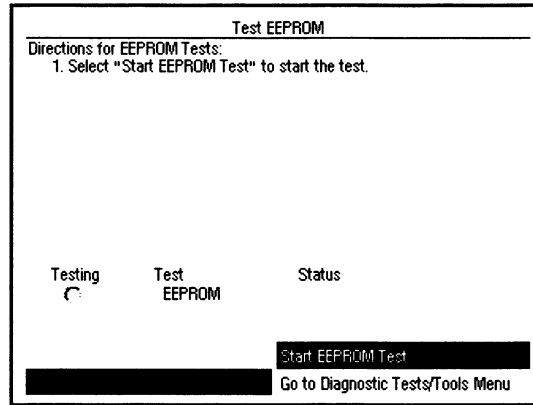 Test EEPROM
Directions for EEPROM Tests:
1. Select "Start EEPROM Test" to start the test.
Testing Test Status
EEPROM
Start EEPROM Test
Go to Diagnostic Tests/Tools Menu